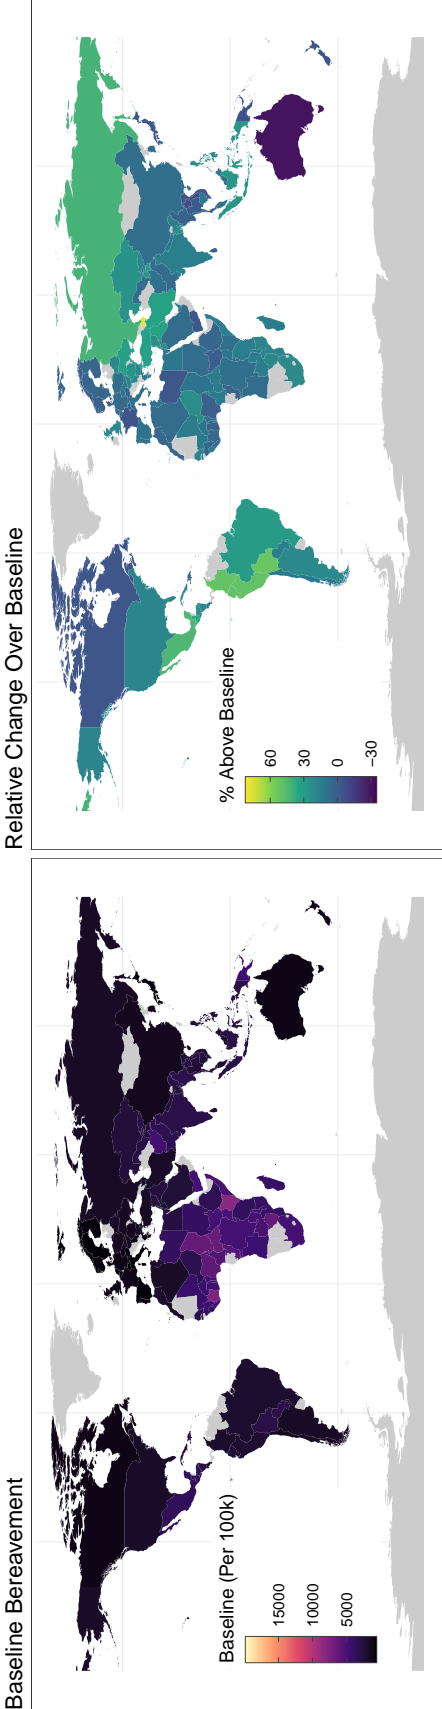 Baseline Bereavement
Baseline (Per 100k)
15000
10000
5000
Relative Change Over Baseline
% Above Baseline
60
30
0
−30